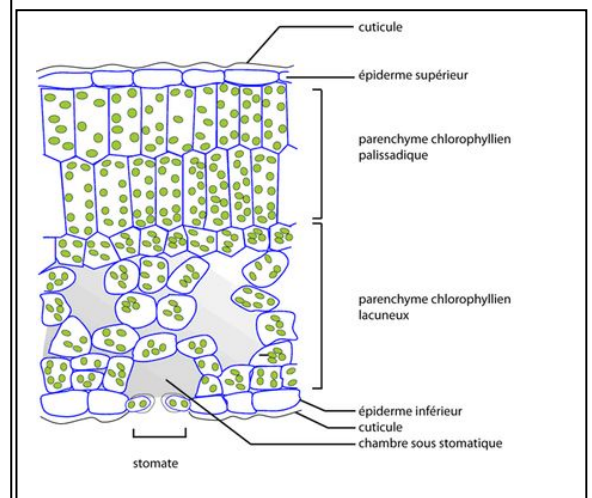 cuticule
épiderme supérieur
parenchyme chlorophyllien
palissadique
parenchyme chlorophyllien
lacuneux
épiderme inférieur
cuticule
chambre sous stomatique
stomate